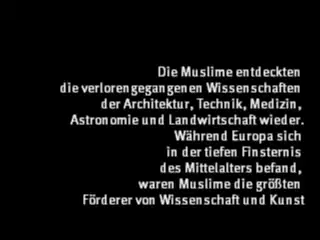 Die Muslime entdeckten
die verlorengegangenen Wissenschaften
der Architektur, Technik, Medizin,
Astronomie und Landwirtschaft wieder.
Während Europa sich
in der tiefen Finsternis
des Mittelalters befand,
waren Muslime die größten
Förderer von Wissenschaft und Kunst